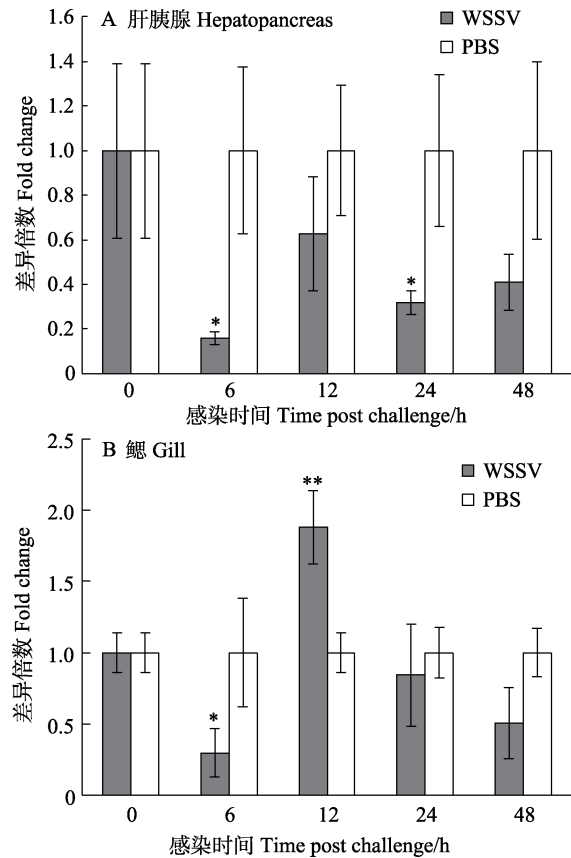 A 肝胰腺 Hepatopancreas
WSSV
PBS
差异倍数 Fold change
1.6
1.4
1.0
0.8
0.6
0.4
0.2
0
*
*
0 6 12 24 48
感染时间 Time post challenge/h
B 鳃 Gill
WSSV
PBS
差异倍数 Fold change
2.5
2.0
1.5
1.0
0.5
0
*
**
0 6 12 24 48
感染时间 Time post challenge/h